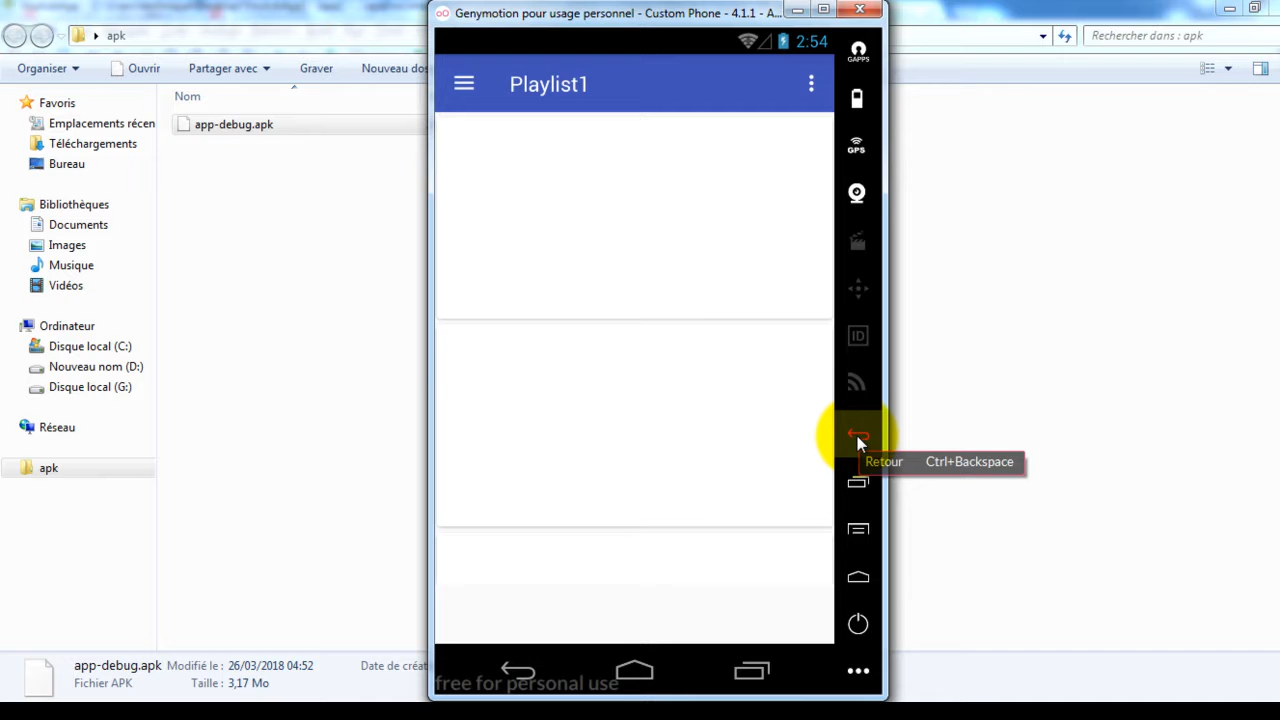 Genymotion pour usage personnel - Custom Phone - 4.1.1 - A...
apk
Rechercher dans : apk
Organiser
Ouvrir
Partager avec
Graver
Nouveau dos
2:54
GAPPS
Playlist1
Nom
Favoris
app-debug.apk
Emplacements récen
Téléchargements
GPS
Bureau
Bibliothèques
Documents
Images
Musique
Vidéos
Ordinateur
ID
Disque local (C:)
Nouveau nom (D:)
Disque local (G:)
Réseau
Retour Ctrl+Backspace
apk
app-debug.apk Modifié le : 26/03/2018 04:52
Date de créat
Fichier APK
Taille : 3,17 Mo
free for personal use